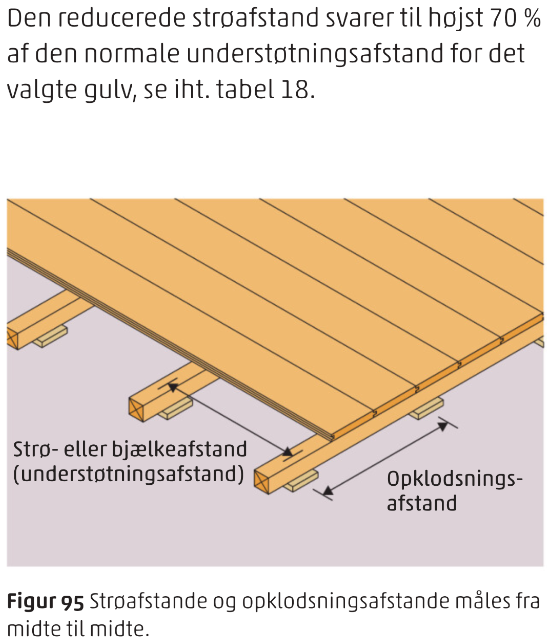 Den reducerede strøafstand svarer til højst 70 %
af den normale understøtningsafstand for det
valgte gulv, se iht. tabel 18.
Strø- eller bjælkeafstand
(understøtningsafstand)
Opklodsnings-
afstand
Figur 95 Strøafstande og opklodsningsafstande måles fra
midte til midte.